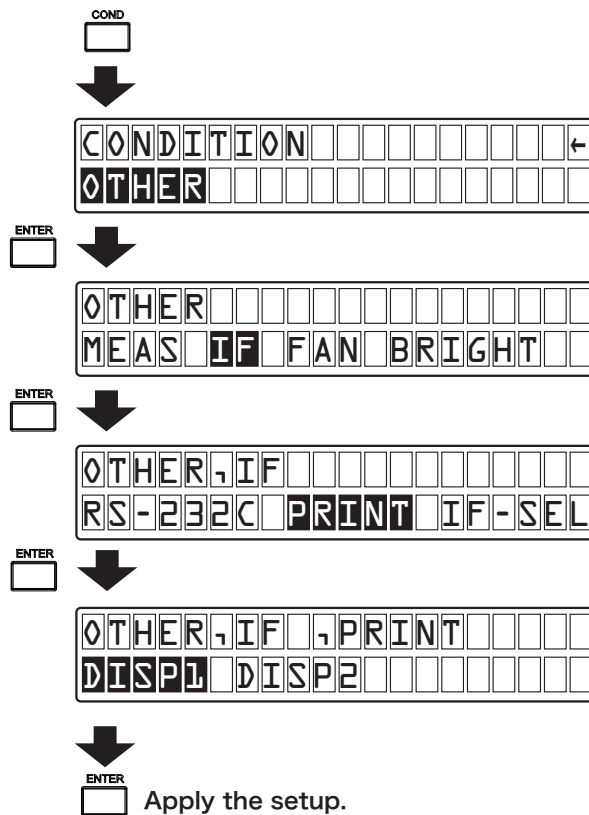 COND
CONDITION ←
OTHER
ENTER
OTHER
MEAS IF FAN BRIGHT
ENTER
OTHER,IF
RS-232C PRINT IF-SEL
ENTER
OTHER,IF ,PRINT
DISP1 DISP2
ENTER
Apply the setup.